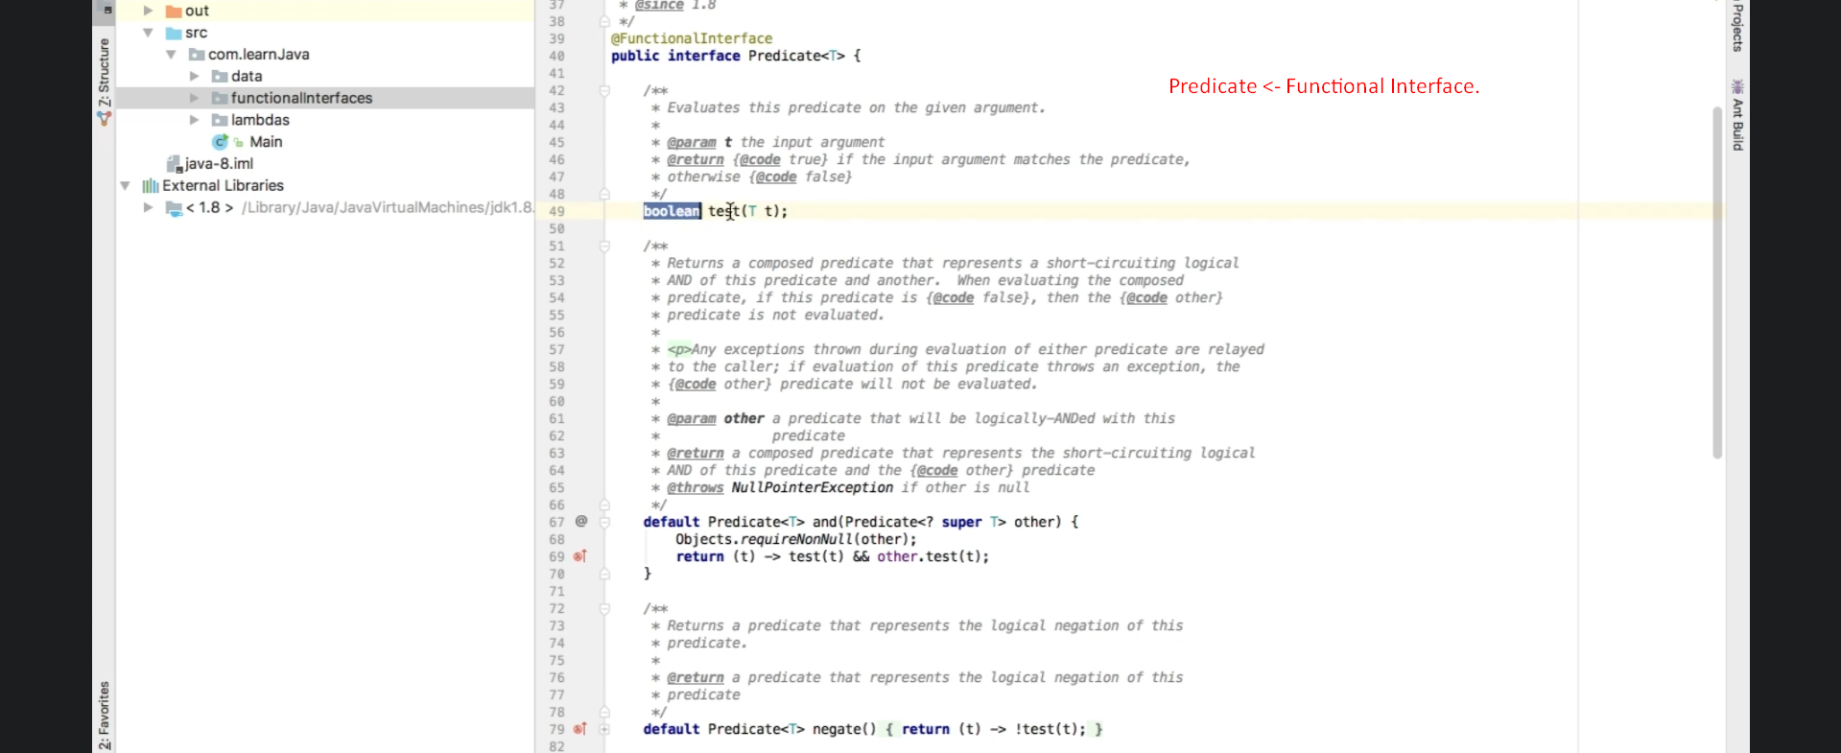 out
src
com.learnJava
data
functionalInterfaces
lambdas
Main
java-8.iml
External Libraries
< 1.8 > /Library/Java/JavaVirtualMachines/jdk1.8.
Z: Structure
2: Favorites
37 * @since 1.8
38 */
39 @FunctionalInterface
40 public interface Predicate<T> {
41
42 /**
43 * Evaluates this predicate on the given argument.
44 *
45 * @param t the input argument
46 * @return {@code true} if the input argument matches the predicate,
47 * otherwise {@code false}
48 */
49 boolean test(T t);
50
51 /**
52 * Returns a composed predicate that represents a short-circuiting logical
53 * AND of this predicate and another.  When evaluating the composed
54 * predicate, if this predicate is {@code false}, then the {@code other}
55 * predicate is not evaluated.
56 *
57 * <p>Any exceptions thrown during evaluation of either predicate are relayed
58 * to the caller; if evaluation of this predicate throws an exception, the
59 * {@code other} predicate will not be evaluated.
60 *
61 * @param other a predicate that will be logically-ANDed with this
62 * predicate
63 * @return a composed predicate that represents the short-circuiting logical
64 * AND of this predicate and the {@code other} predicate
65 * @throws NullPointerException if other is null
66 */
67 @ default Predicate<T> and(Predicate<? super T> other) {
68 Objects.requireNonNull(other);
69 return (t) -> test(t) && other.test(t);
70 }
71
72 /**
73 * Returns a predicate that represents the logical negation of this
74 * predicate.
75 *
76 * @return a predicate that represents the logical negation of this
77 * predicate
78 */
79 default Predicate<T> negate() { return (t) -> !test(t); }
82
Predicate <- Functional Interface.
Projects
Ant Build